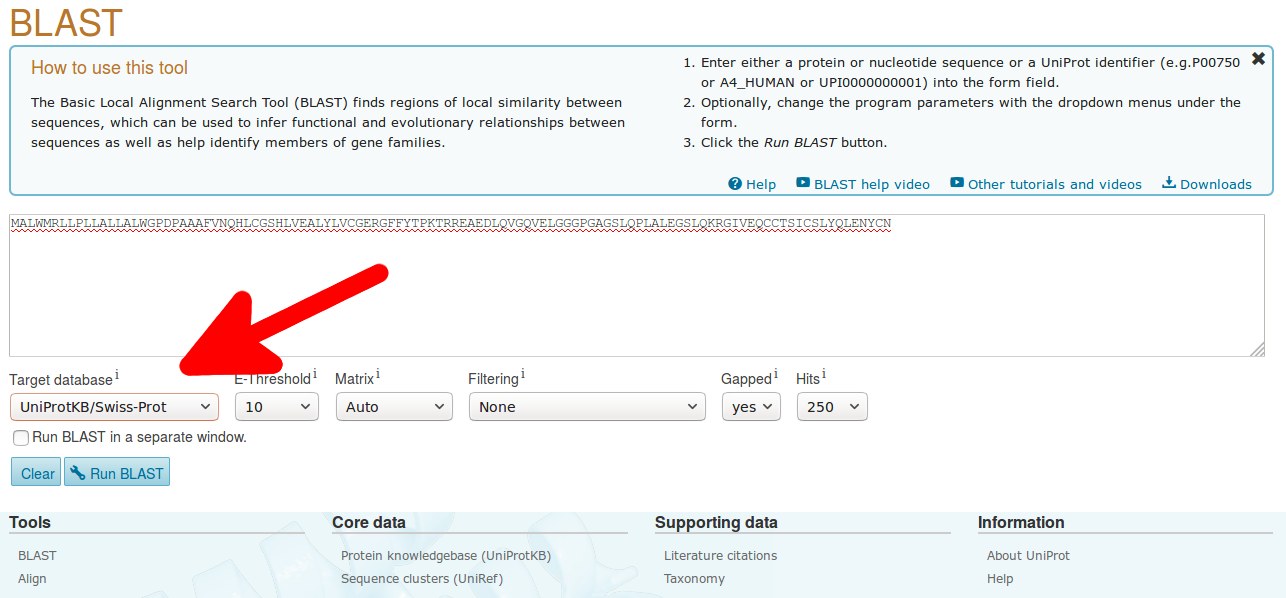 BLAST
How to use this tool
The Basic Local Alignment Search Tool (BLAST) finds regions of local similarity between
sequences, which can be used to infer functional and evolutionary relationships between
sequences as well as help identify members of gene families.
1. Enter either a protein or nucleotide sequence or a UniProt identifier (e.g.P00750
or A4_HUMAN or UPI0000000001) into the form field.
2. Optionally, change the program parameters with the dropdown menus under the
form.
3. Click the Run BLAST button.
Help BLAST help video Other tutorials and videos Downloads
MALWMRLLPLLALLALWGPDPAAAFVNQHLCGSHLVEALYLVCGERGFFYTPKTRREAEDLQVGQVELGGGPGAGSLQPLALEGSLQKRGIVEQCCTSICSLYQLENYCN
Target database i E-Threshold i Matrix i Filtering i Gapped i Hits i
UniProtKB/Swiss-Prot 10 Auto None yes 250
Run BLAST in a separate window.
Clear Run BLAST
Tools Core data Supporting data Information
BLAST Protein knowledgebase (UniProtKB) Literature citations About UniProt
Align Sequence clusters (UniRef) Taxonomy Help